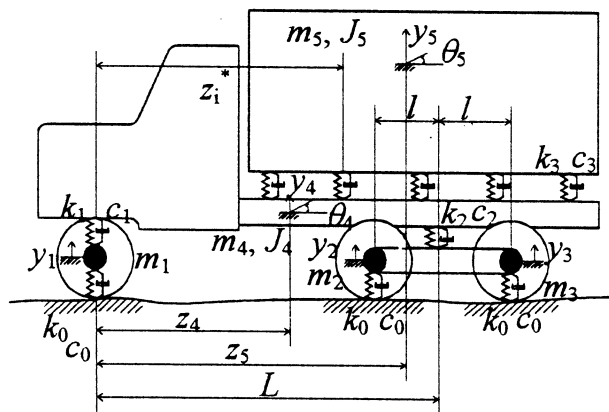 m₅, J₅
y₅
θ₅
zᵢ*
l
l
k₃ c₃
y₄
θ₄
k₁ c₁
k₂ c₂
m₄, J₄
y₁
m₁
y₂
m₂
y₃
m₃
k₀
c₀
k₀ c₀
k₀ c₀
z₄
z₅
L